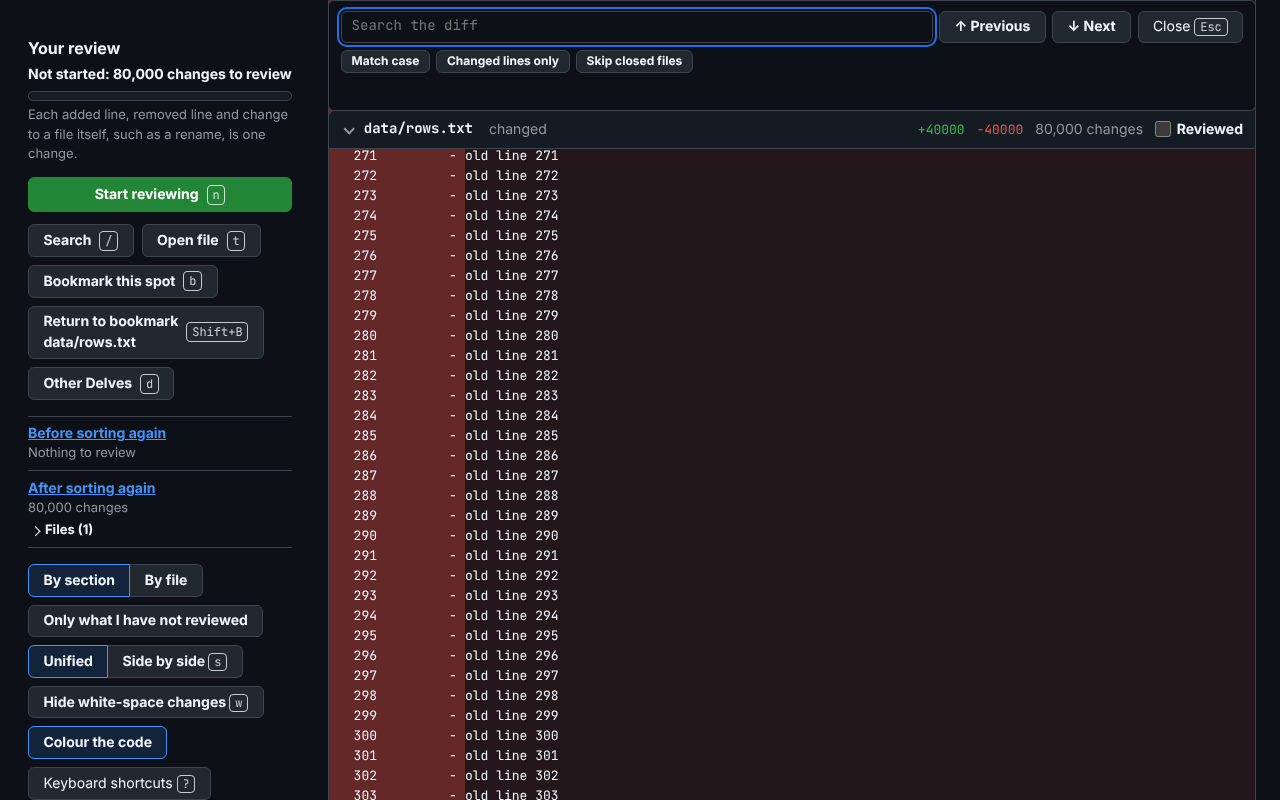 Your review
Not started: 80,000 changes to review
Each added line, removed line and change
to a file itself, such as a rename, is one
change.
Start reviewing n
Search / Open file t
Bookmark this spot b
Return to bookmark
data/rows.txt Shift+B
Other Delves d
Before sorting again
Nothing to review
After sorting again
80,000 changes
Files (1)
By section By file
Only what I have not reviewed
Unified Side by side s
Hide white-space changes w
Colour the code
Keyboard shortcuts ?
Search the diff ↑ Previous ↓ Next Close Esc
Match case Changed lines only Skip closed files
data/rows.txt changed +40000 -40000 80,000 changes Reviewed
271 - old line 271
272 - old line 272
273 - old line 273
274 - old line 274
275 - old line 275
276 - old line 276
277 - old line 277
278 - old line 278
279 - old line 279
280 - old line 280
281 - old line 281
282 - old line 282
283 - old line 283
284 - old line 284
285 - old line 285
286 - old line 286
287 - old line 287
288 - old line 288
289 - old line 289
290 - old line 290
291 - old line 291
292 - old line 292
293 - old line 293
294 - old line 294
295 - old line 295
296 - old line 296
297 - old line 297
298 - old line 298
299 - old line 299
300 - old line 300
301 - old line 301
302 - old line 302
303 - old line 303